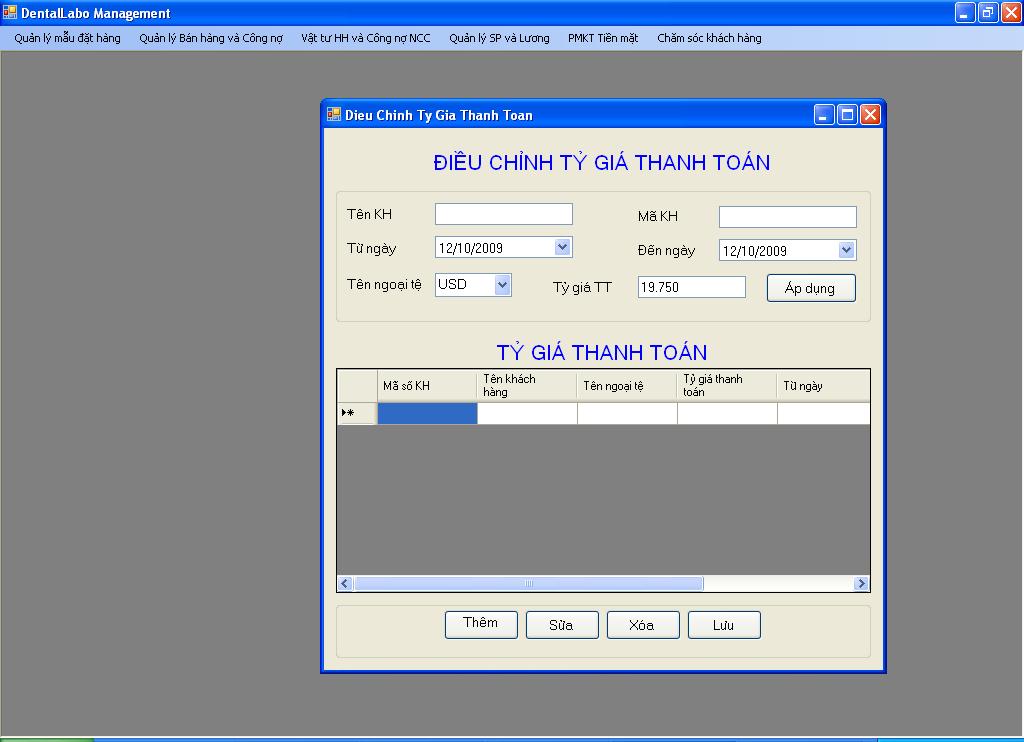 DentalLabo Management
Quản lý mẫu đặt hàng Quản lý Bán hàng và Công nợ Vật tư HH và Công nợ NCC Quản lý SP và Lương PMKT Tiền mặt Chăm sóc khách hàng
Dieu Chinh Ty Gia Thanh Toan
ĐIỀU CHỈNH TỶ GIÁ THANH TOÁN
Tên KH Mã KH
Từ ngày 12/10/2009 Đến ngày 12/10/2009
Tên ngoại tệ USD Tỷ giá TT 19.750 Áp dụng
TỶ GIÁ THANH TOÁN
Mã số KH Tên khách hàng Tên ngoại tệ Tỷ giá thanh toán Từ ngày
Thêm Sửa Xóa Lưu